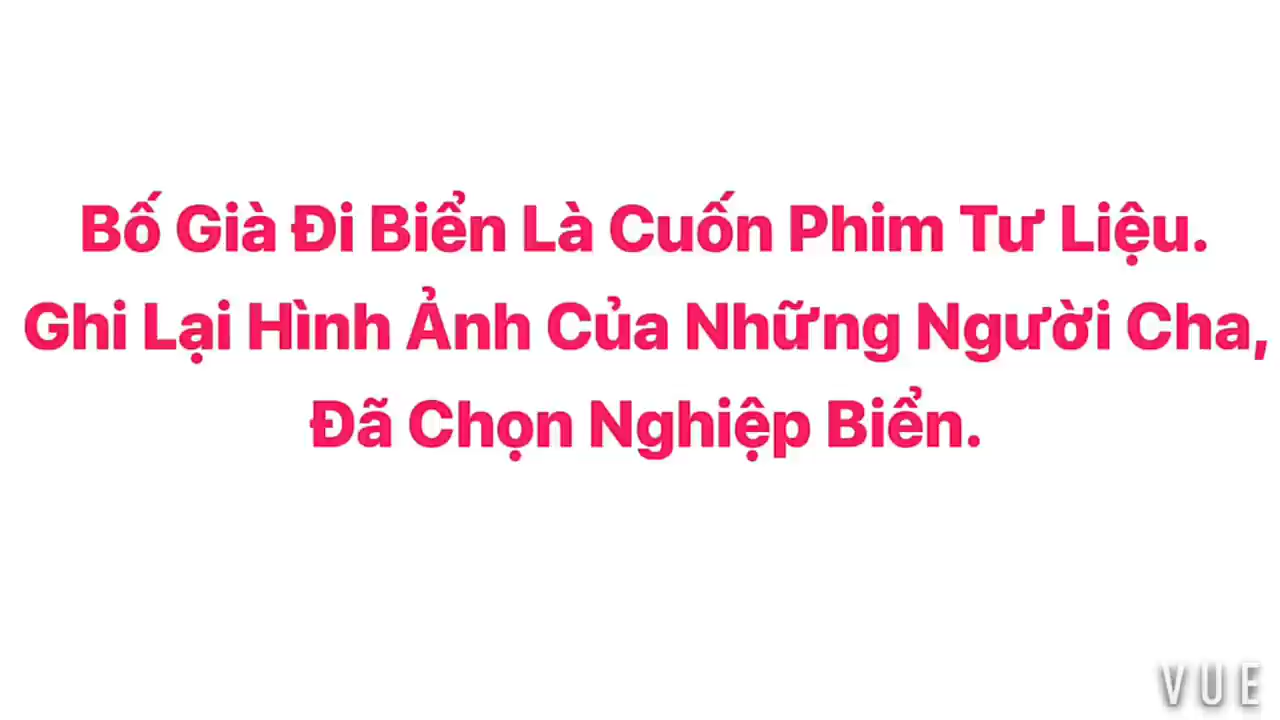 Bố Già Đi Biển Là Cuốn Phim Tư Liệu.
Ghi Lại Hình Ảnh Của Những Người Cha,
Đã Chọn Nghiệp Biển.
VUE